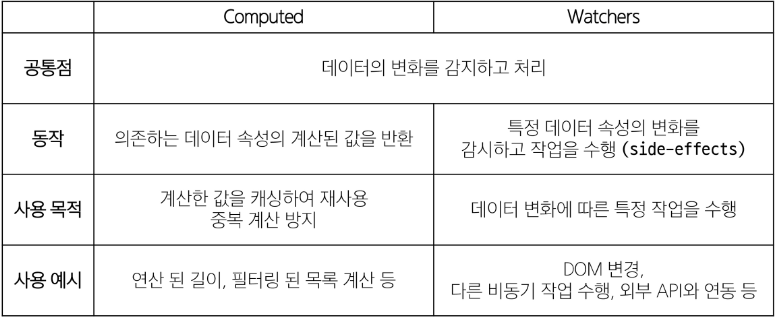 Computed Watchers
공통점 데이터의 변화를 감지하고 처리
동작 의존하는 데이터 속성의 계산된 값을 반환 특정 데이터 속성의 변화를
감시하고 작업을 수행 (side-effects)
사용 목적 계산한 값을 캐싱하여 재사용
중복 계산 방지 데이터 변화에 따른 특정 작업을 수행
사용 예시 연산 된 길이, 필터링 된 목록 계산 등 DOM 변경,
다른 비동기 작업 수행, 외부 API와 연동 등